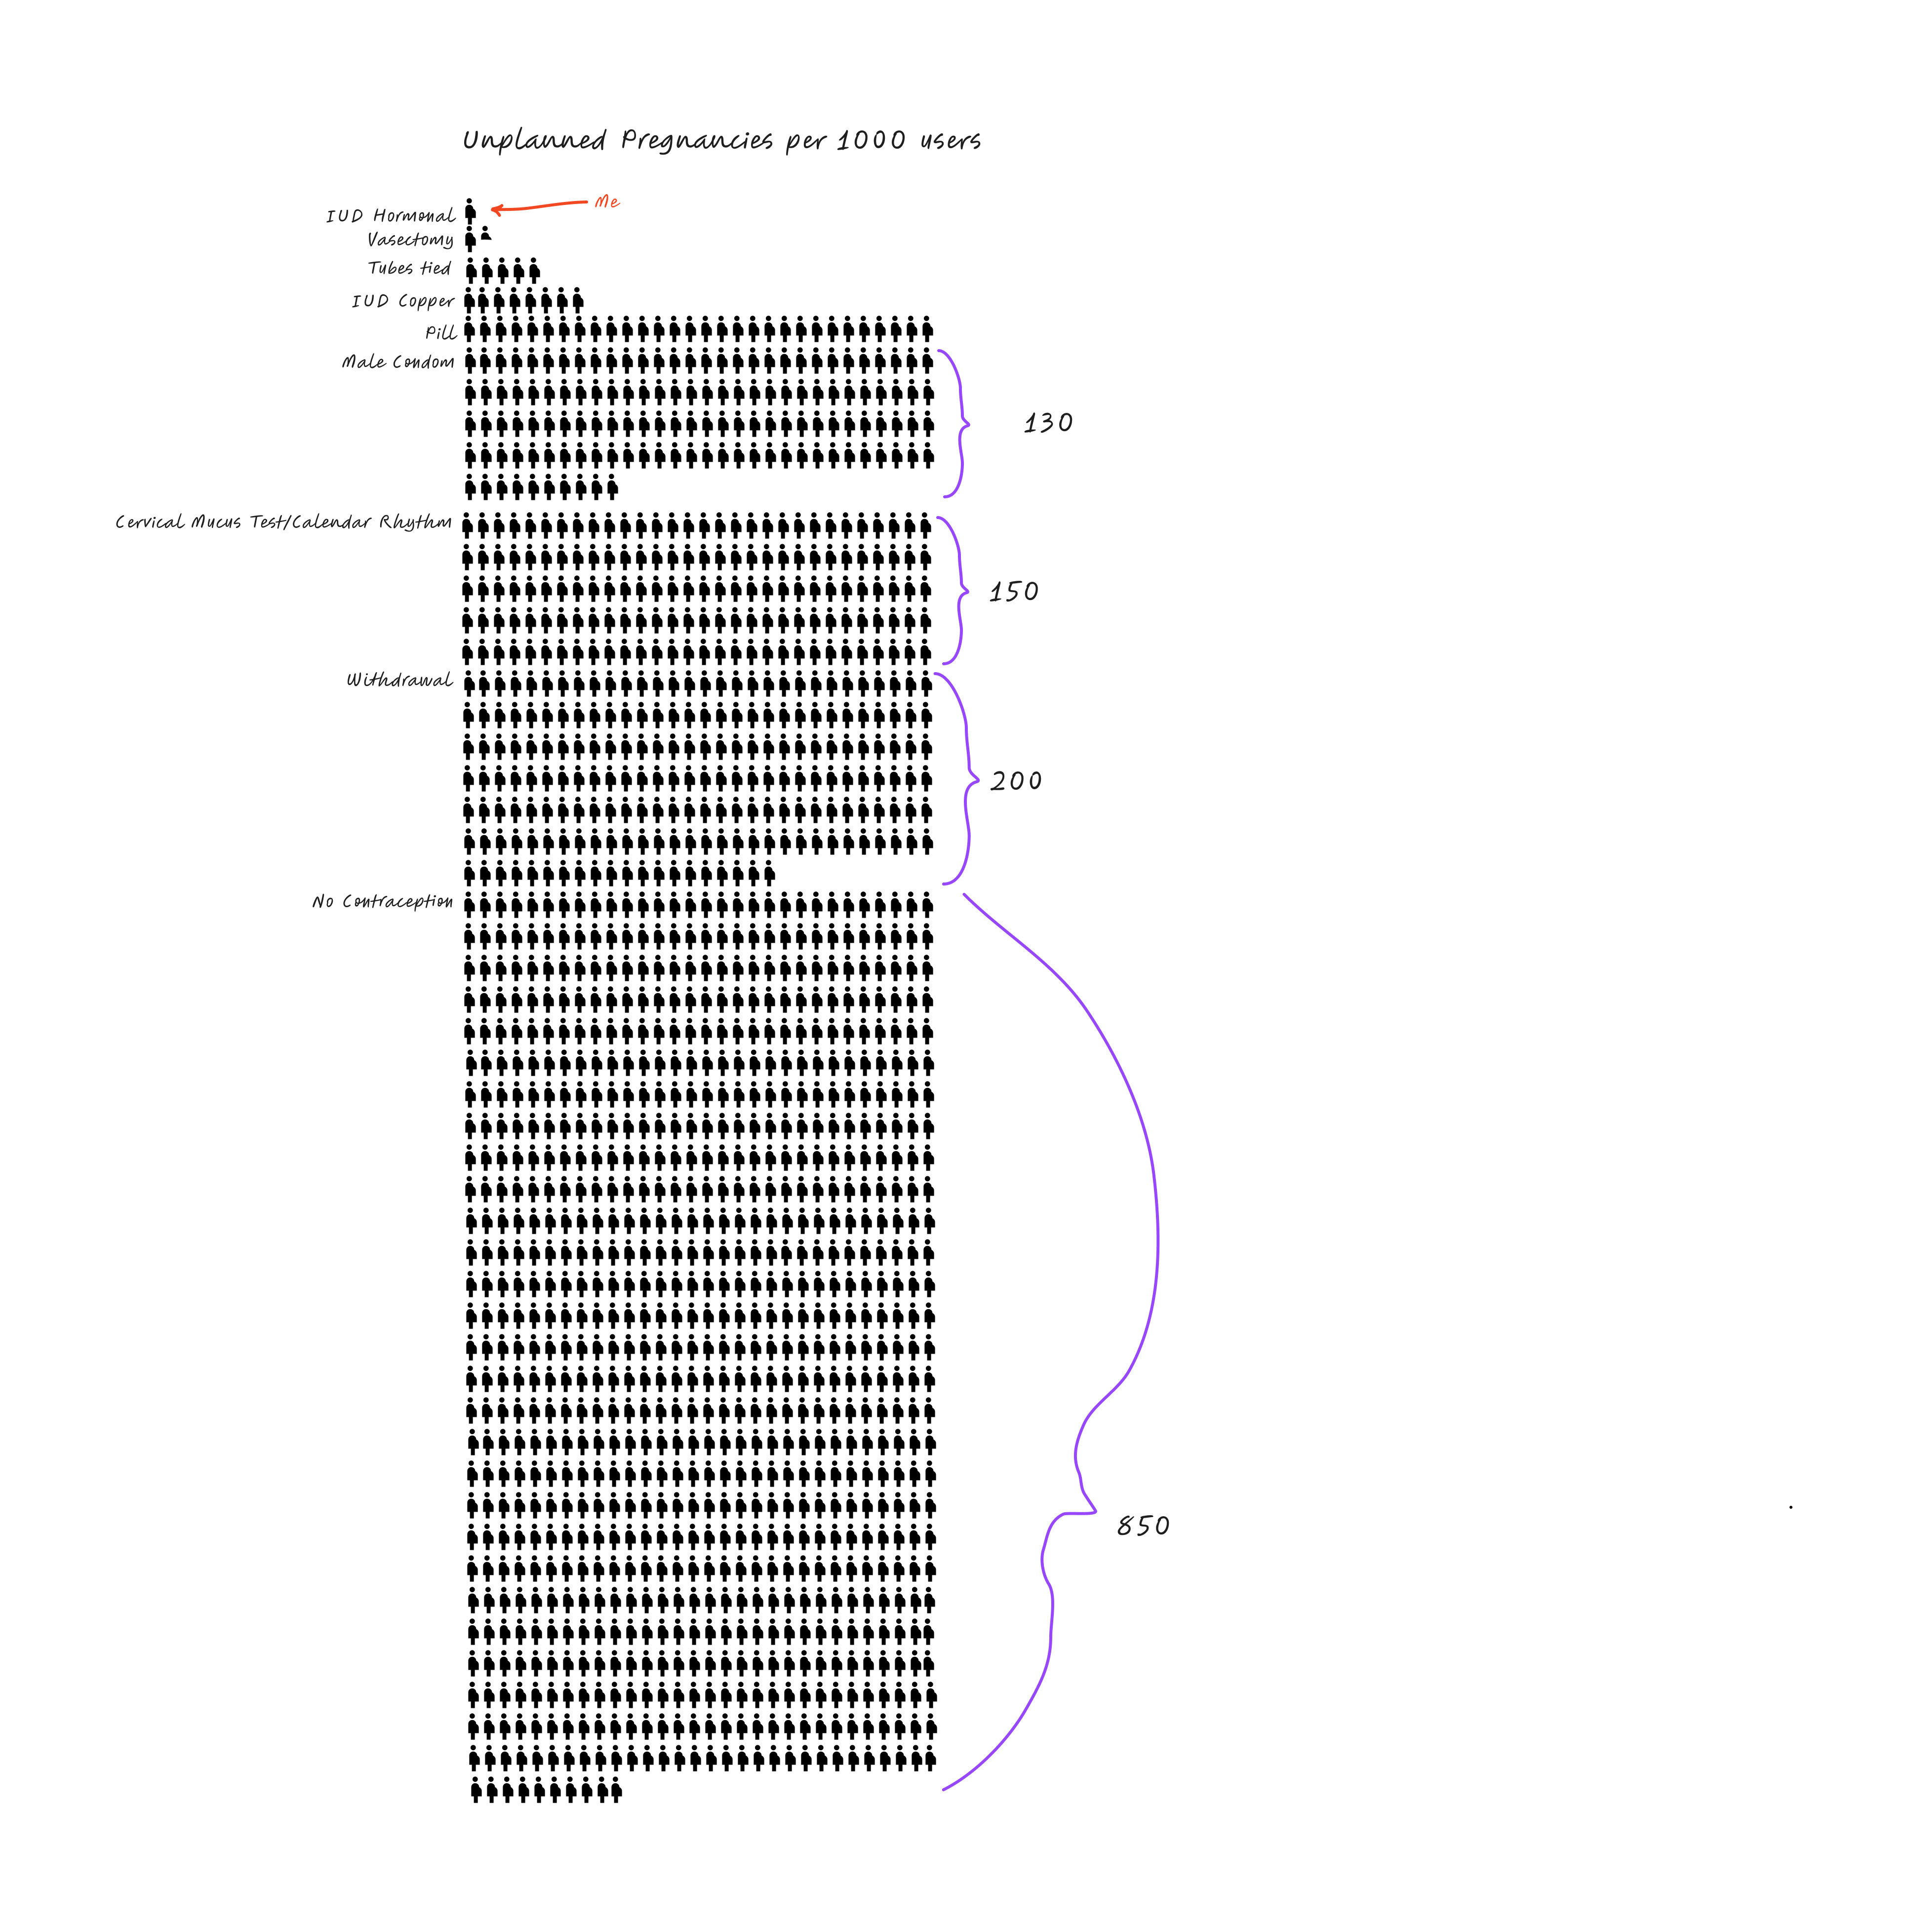 Unplanned Pregnancies per 1000 users
IUD Hormonal
Me
Vasectomy
Tubes tied
IUD Copper
Pill
Male Condom
130
Cervical Mucus Test/Calendar Rhythm
150
Withdrawal
200
No Contraception
850